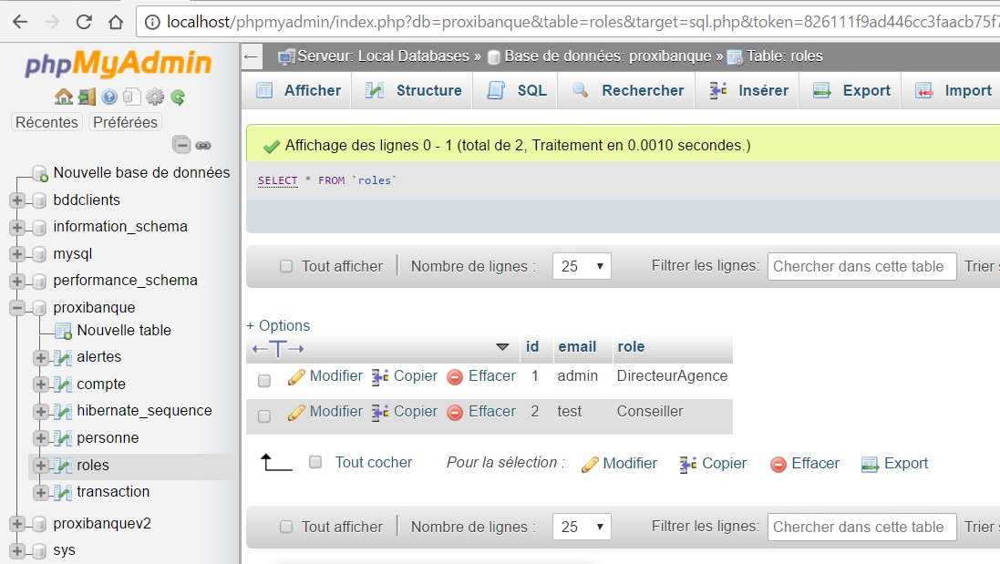 localhost/phpmyadmin/index.php?db=proxibanque&table=roles&target=sql.php&token=826111f9ad446cc3faacb75f7
phpMyAdmin
Récentes Préférées
Nouvelle base de données
bddclients
information_schema
mysql
performance_schema
proxibanque
Nouvelle table
alertes
compte
hibernate_sequence
personne
roles
transaction
proxibanquev2
sys
Serveur: Local Databases » Base de données: proxibanque » Table: roles
Afficher Structure SQL Rechercher Insérer Export Import
Affichage des lignes 0 - 1 (total de 2, Traitement en 0.0010 secondes.)
SELECT * FROM `roles`
Tout afficher Nombre de lignes : 25 Filtrer les lignes: Chercher dans cette table Trier
+ Options
id email role
Modifier Copier Effacer 1 admin DirecteurAgence
Modifier Copier Effacer 2 test Conseiller
Tout cocher Pour la sélection : Modifier Copier Effacer Export
Tout afficher Nombre de lignes : 25 Filtrer les lignes: Chercher dans cette table Trier